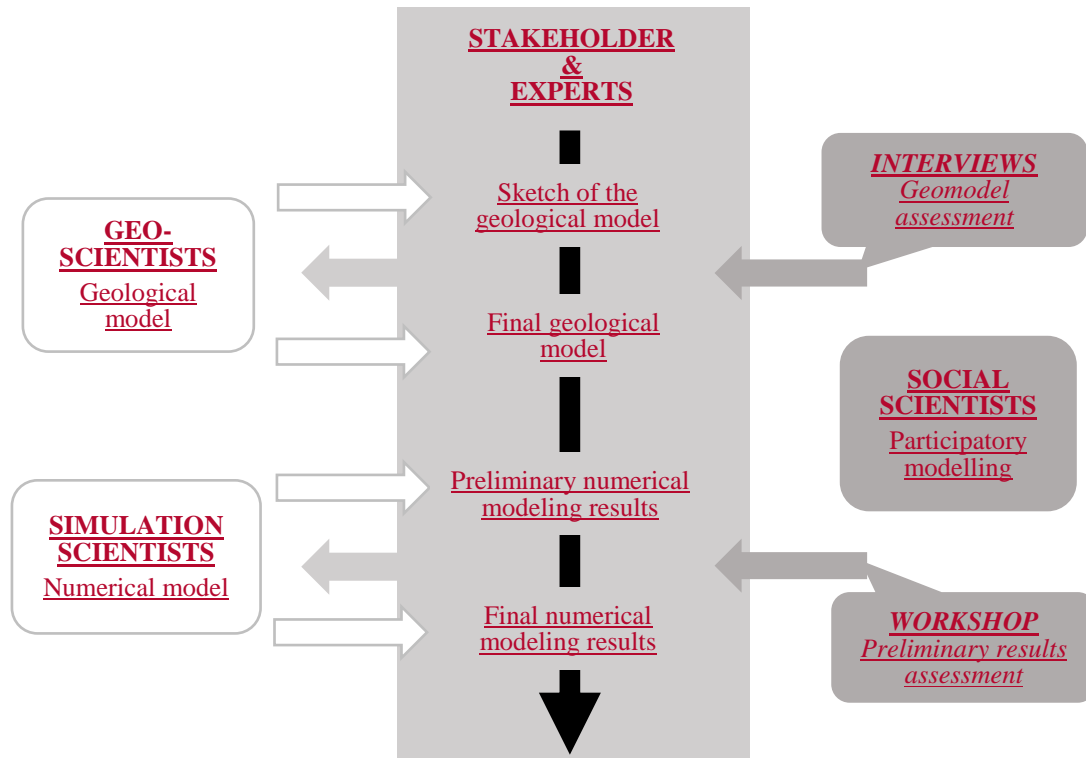 STAKEHOLDER
&
EXPERTS
Sketch of the
geological model
Final geological
model
Preliminary numerical
modeling results
Final numerical
modeling results
GEO-
SCIENTISTS
Geological
model
SIMULATION
SCIENTISTS
Numerical model
INTERVIEWS
Geomodel
assessment
SOCIAL
SCIENTISTS
Participatory
modelling
WORKSHOP
Preliminary results
assessment